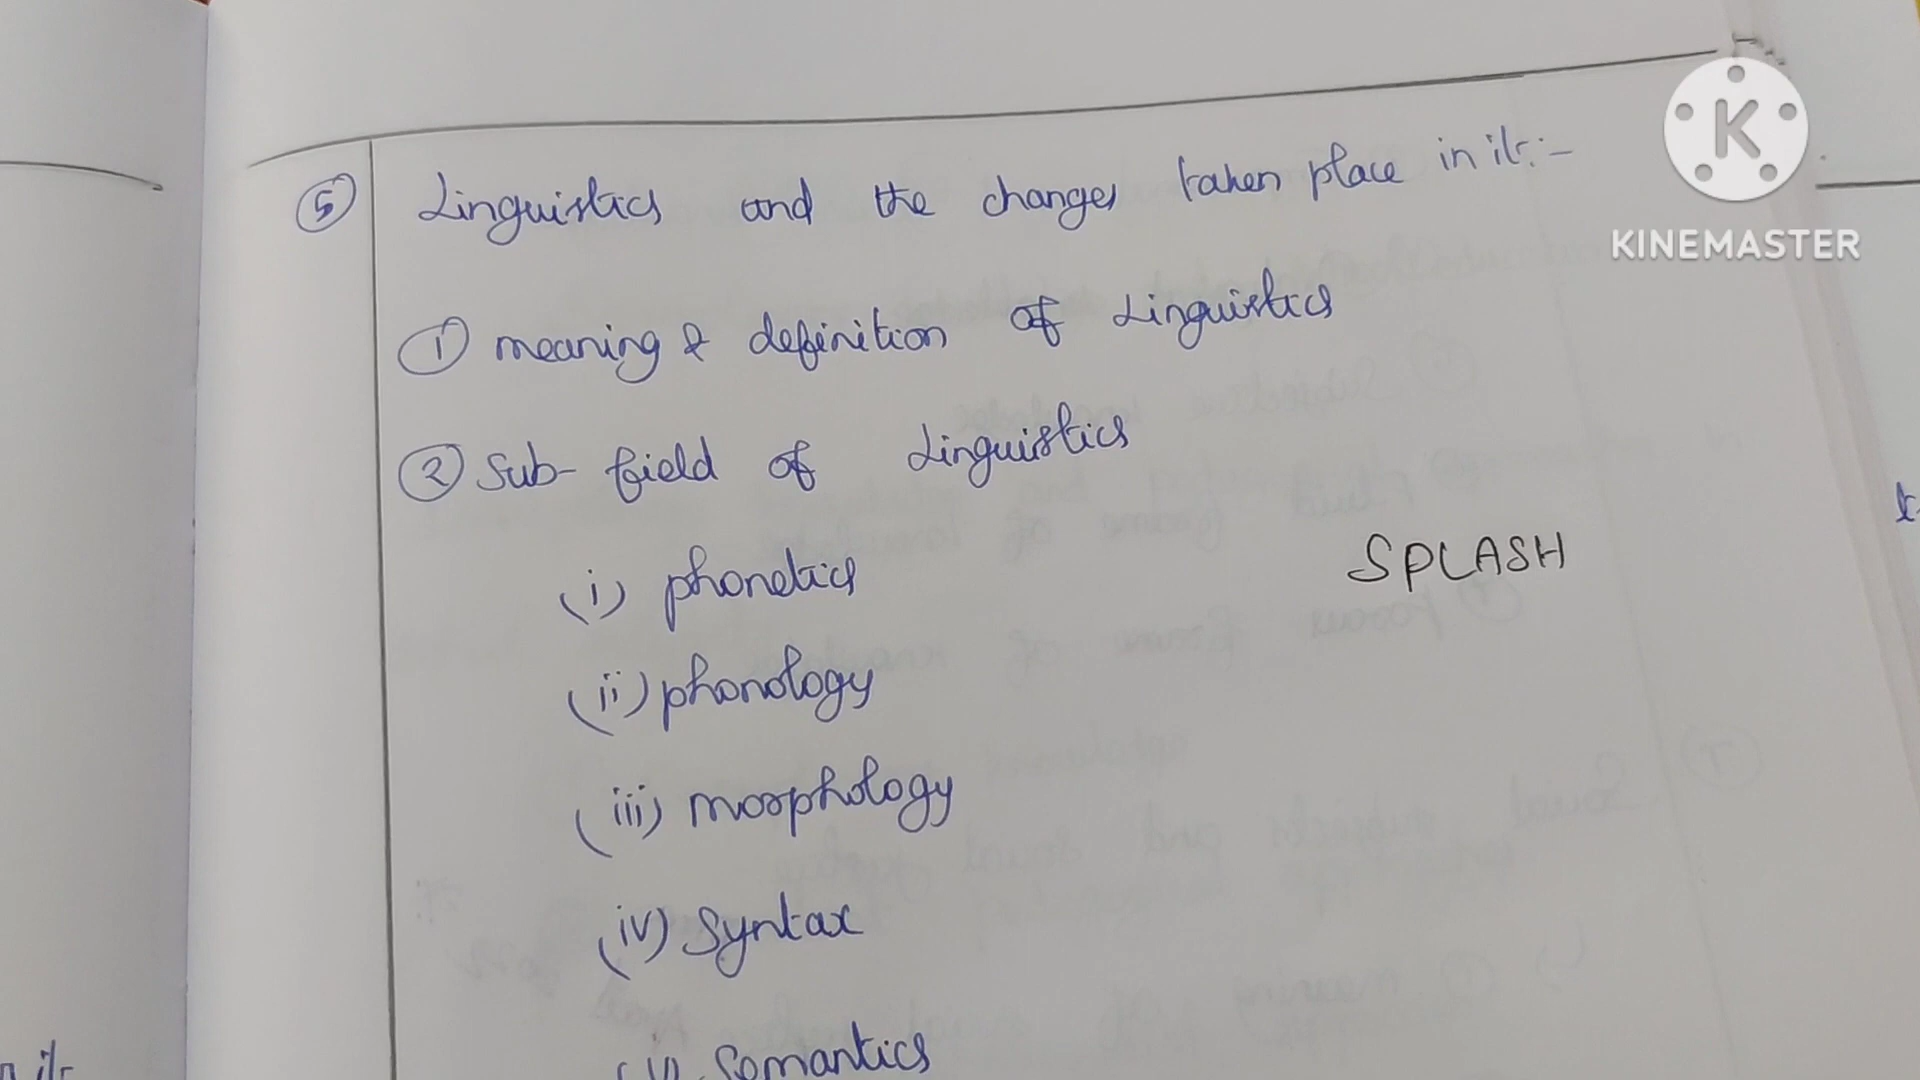 ⑤ Linguistics and the changes taken place in it:-
KINEMASTER
① meaning & definition of Linguistics
② Sub-field of Linguistics
SPLASH
(i) phonetics
(ii) phonology
(iii) morphology
(iv) Syntax
(v) Semantics